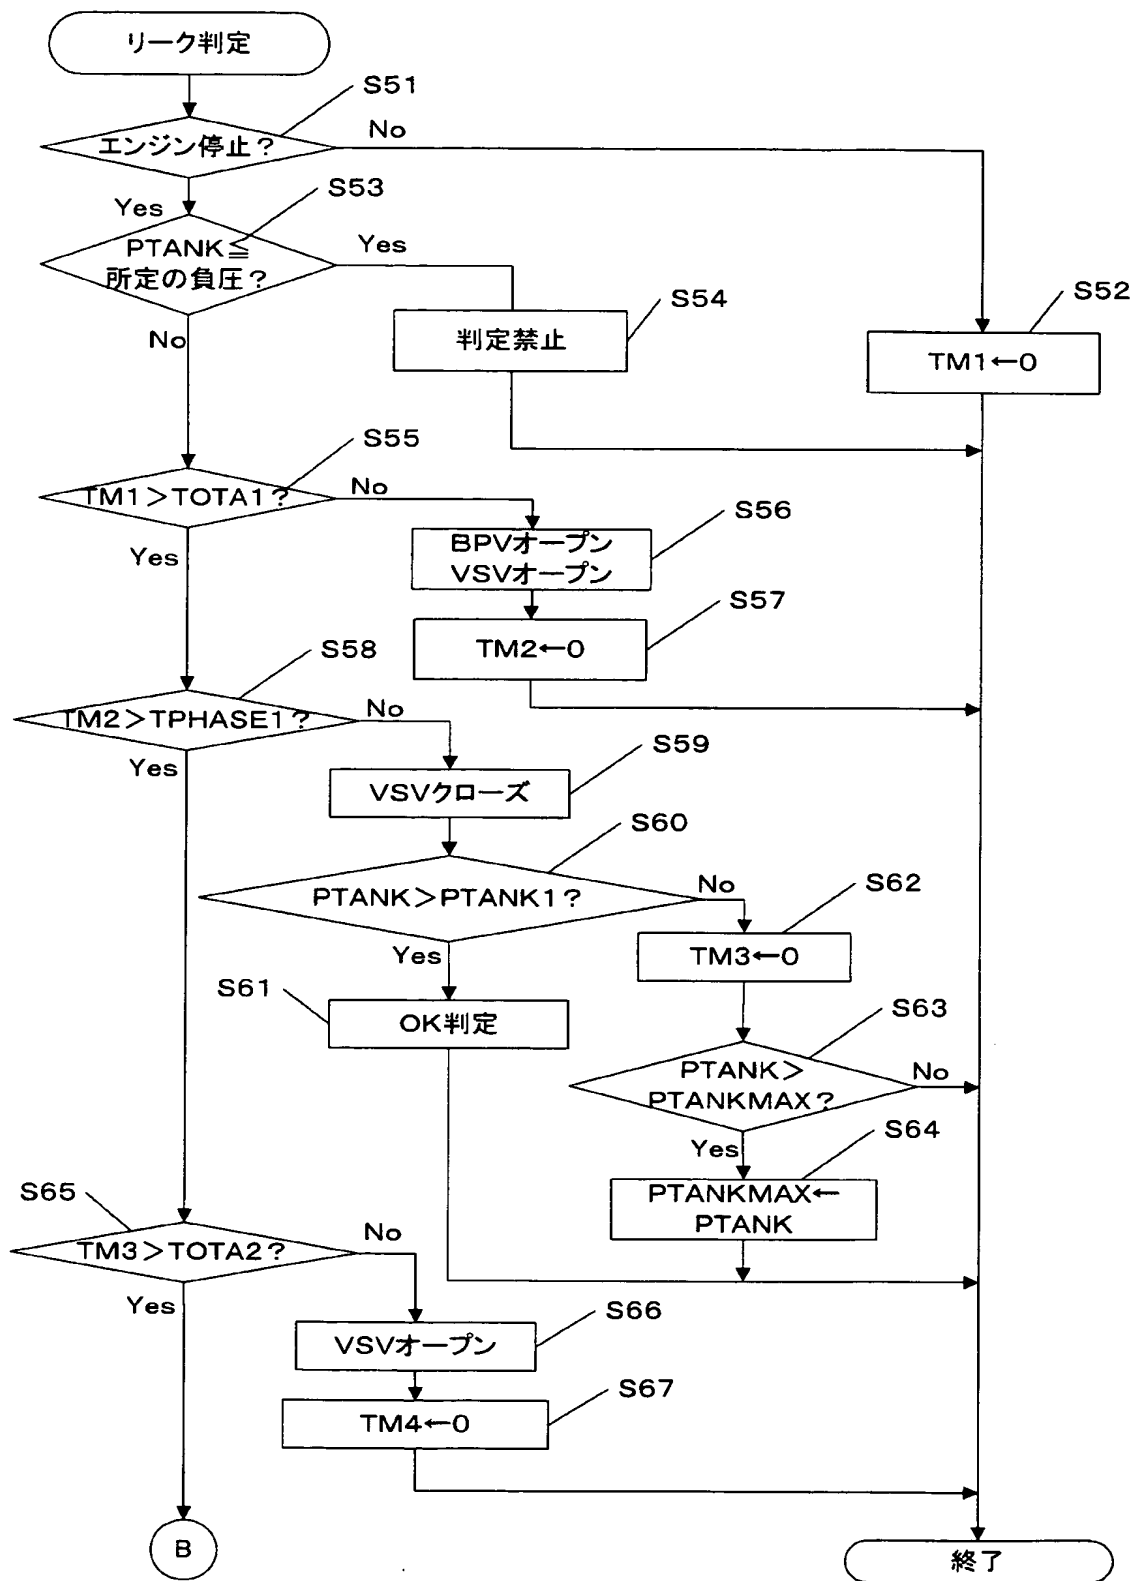 リーク判定
S51
エンジン停止？
No
Yes
S53
PTANK≦
所定の負圧？
Yes
No
S54
判定禁止
S52
TM1←0
S55
TM1＞TOTA1？
No
Yes
S56
BPVオープン
VSVオープン
S57
TM2←0
S58
TM2＞TPHASE1？
No
Yes
S59
VSVクローズ
S60
PTANK＞PTANK1？
No
Yes
S62
TM3←0
S61
OK判定
S63
PTANK＞
PTANKMAX？
No
Yes
S64
PTANKMAX←
PTANK
S65
TM3＞TOTA2？
No
Yes
S66
VSVオープン
S67
TM4←0
B
終了